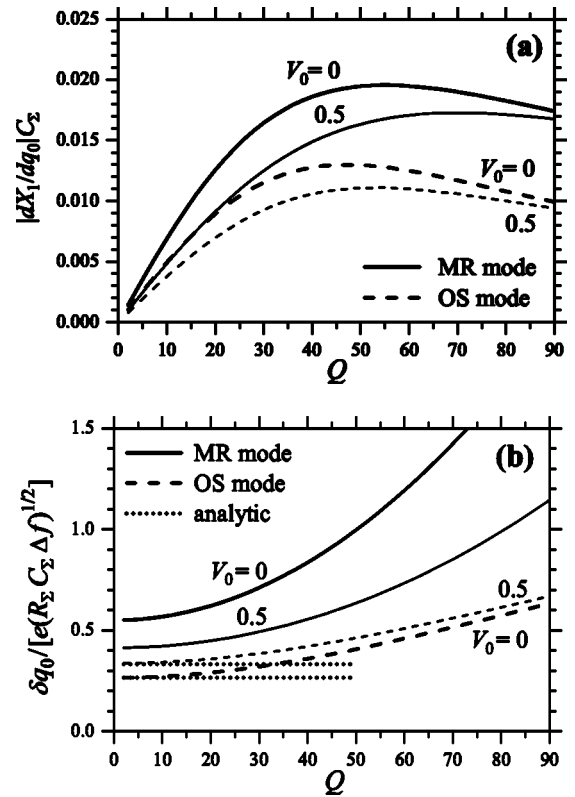 (a)
0.025
0.020
0.015
0.010
0.005
0.000
|dX₁/dq₀|C_Σ
V₀= 0
0.5
V₀= 0
0.5
MR mode
OS mode
0 10 20 30 40 50 60 70 80 90
Q
(b)
1.5
1.0
0.5
0.0
δq₀/[e(R_Σ C_Σ Δf)^1/2]
MR mode
OS mode
analytic
V₀= 0
0.5
0.5
V₀= 0
0 10 20 30 40 50 60 70 80 90
Q